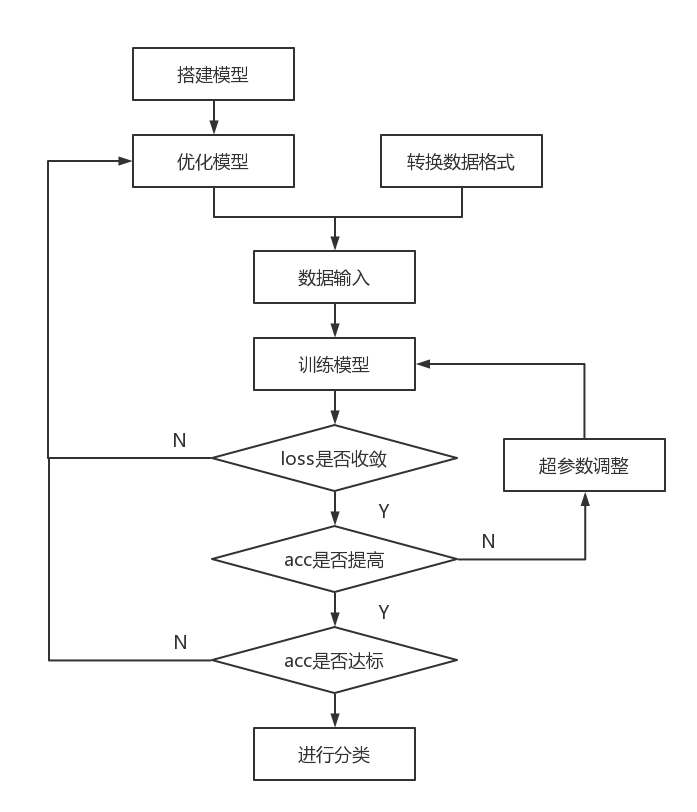 搭建模型
优化模型
转换数据格式
数据输入
训练模型
N
loss是否收敛
超参数调整
Y
N
acc是否提高
Y
N
acc是否达标
进行分类